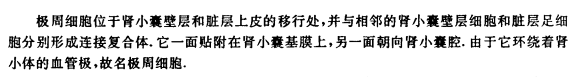 极周细胞位于肾小囊壁层和脏层上皮的移行处,并与相邻的肾小囊壁层细胞和脏层足细
胞分别形成连接复合体.它一面贴附在肾小囊基膜上,另一面朝向肾小囊腔.由于它环绕着肾
小体的血管极,故名极周细胞.